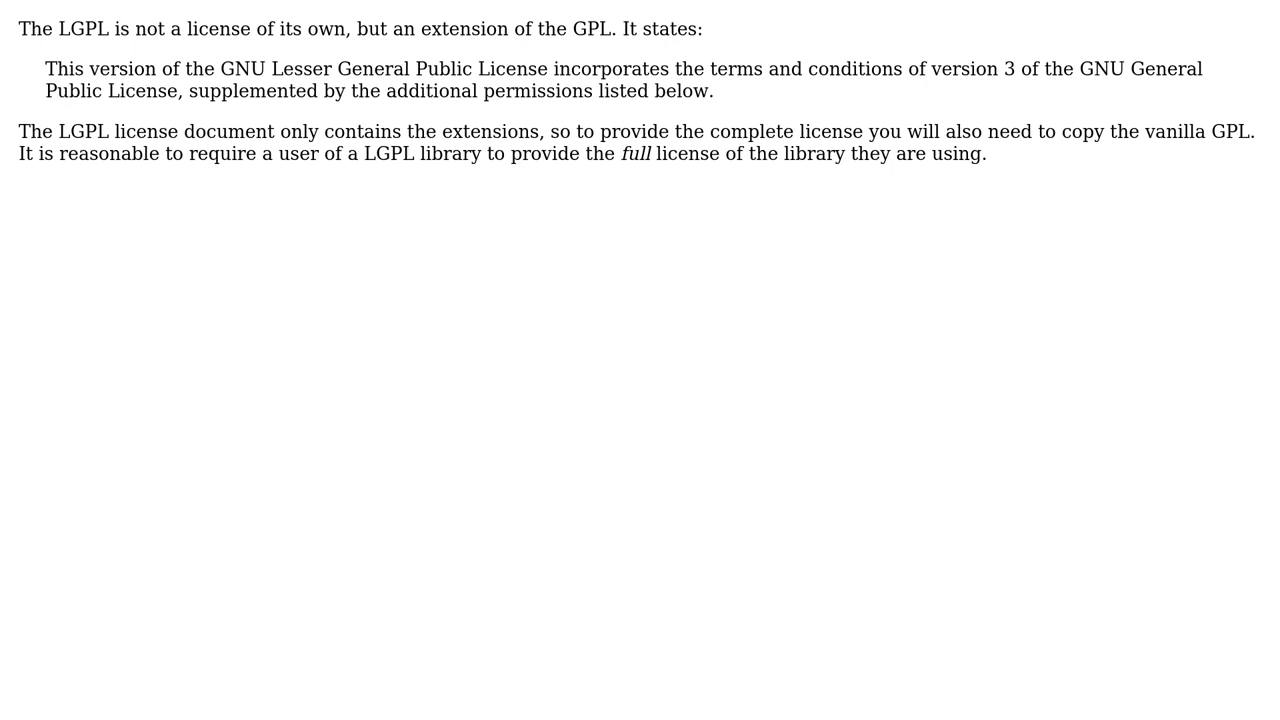 The LGPL is not a license of its own, but an extension of the GPL. It states:
This version of the GNU Lesser General Public License incorporates the terms and conditions of version 3 of the GNU General
Public License, supplemented by the additional permissions listed below.
The LGPL license document only contains the extensions, so to provide the complete license you will also need to copy the vanilla GPL.
It is reasonable to require a user of a LGPL library to provide the full license of the library they are using.